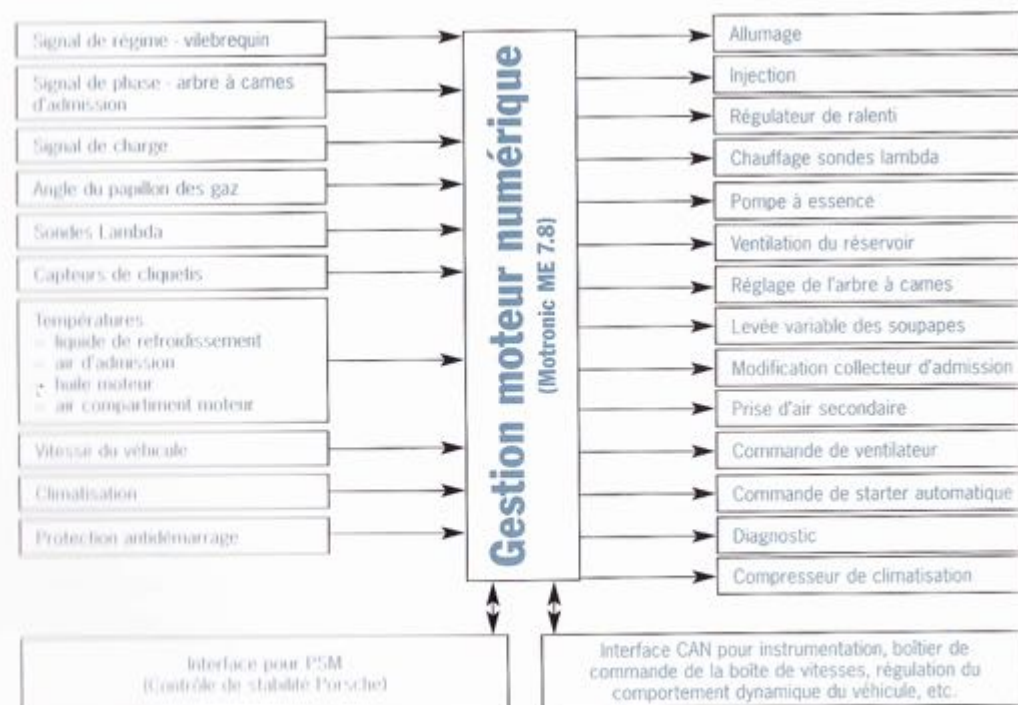 Signal de régime - vilebrequin
Signal de phase - arbre à cames
d'admission
Signal de charge
Angle du papillon des gaz
Sondes Lambda
Capteurs de cliquetis
Températures
– liquide de refroidissement
– air d'admission
– huile moteur
– air compartiment moteur
Vitesse du véhicule
Climatisation
Protection antidémarrage
Gestion moteur numérique
(Motronic ME 7.8)
Allumage
Injection
Régulateur de ralenti
Chauffage sondes lambda
Pompe à essence
Ventilation du réservoir
Réglage de l'arbre à cames
Levée variable des soupapes
Modification collecteur d'admission
Prise d'air secondaire
Commande de ventilateur
Commande de starter automatique
Diagnostic
Compresseur de climatisation
Interface pour PSM
(Contrôle de stabilité Porsche)
Interface CAN pour instrumentation, boîtier de
commande de la boîte de vitesses, régulation du
comportement dynamique du véhicule, etc.